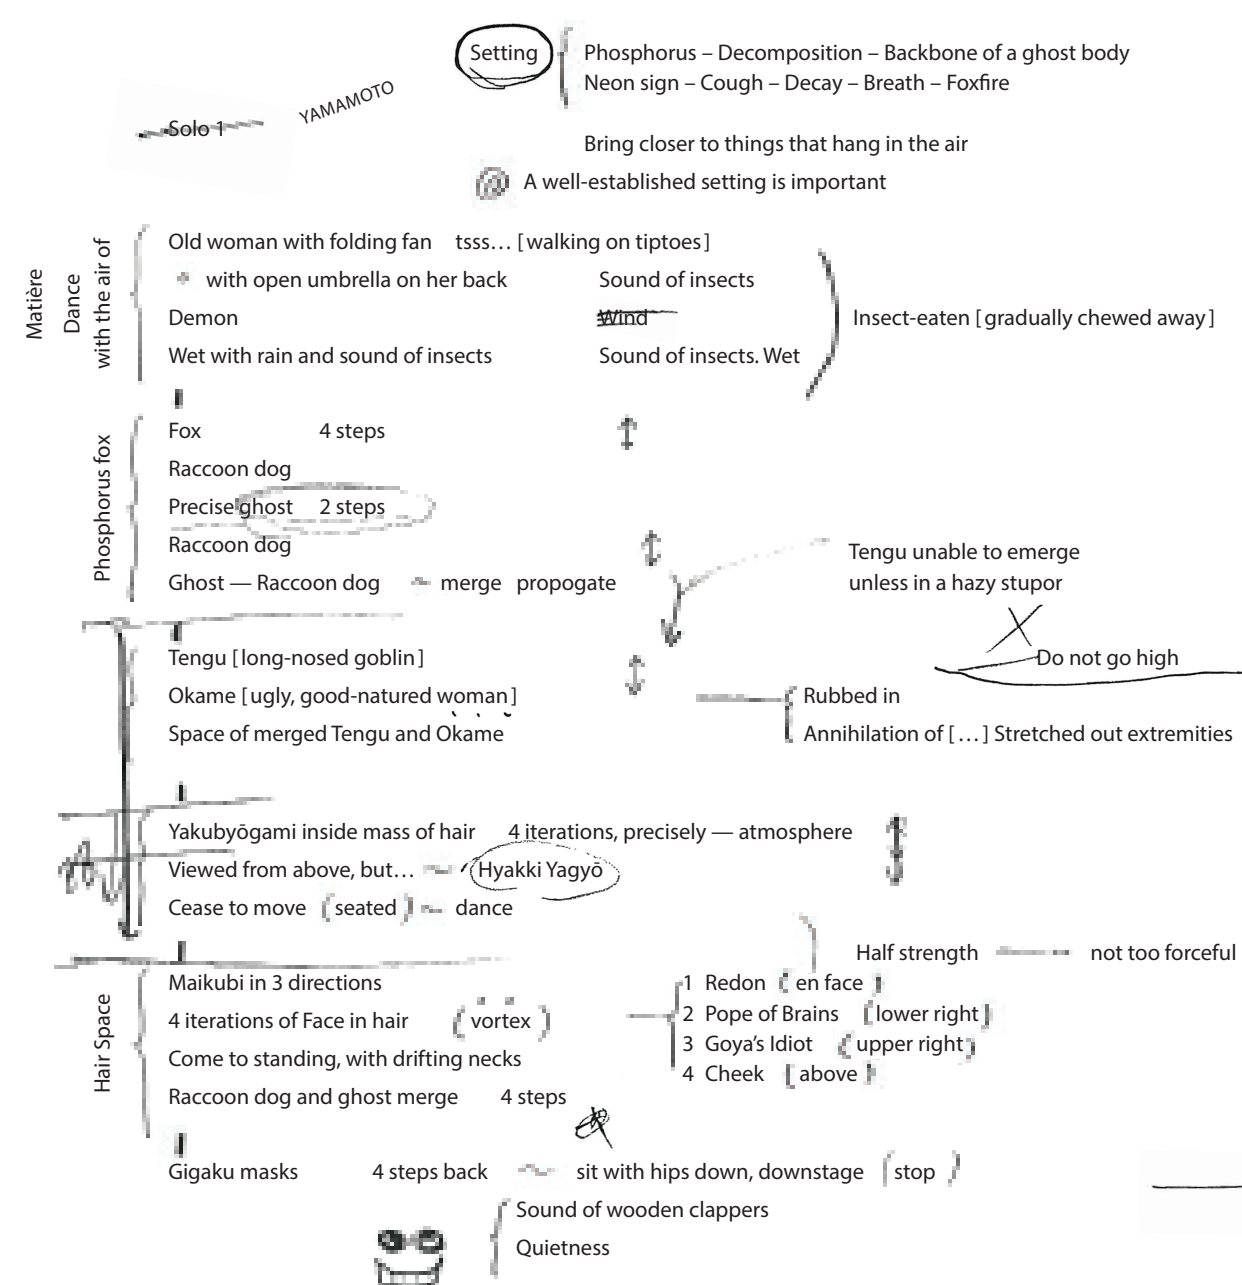 Setting
Phosphorus – Decomposition – Backbone of a ghost body
Neon sign – Cough – Decay – Breath – Foxfire
Solo 1
YAMAMOTO
Bring closer to things that hang in the air
@ A well-established setting is important
Matière
Dance
with the air of
Old woman with folding fan tsss… [walking on tiptoes]
with open umbrella on her back Sound of insects
Demon Wind
Wet with rain and sound of insects Sound of insects. Wet
Insect-eaten [gradually chewed away]
Phosphorus fox
Fox 4 steps
Raccoon dog
Precise ghost 2 steps
Raccoon dog
Ghost — Raccoon dog ~ merge propogate
Tengu unable to emerge
unless in a hazy stupor
Do not go high
Tengu [long-nosed goblin]
Okame [ugly, good-natured woman]
Space of merged Tengu and Okame
Rubbed in
Annihilation of […] Stretched out extremities
Yakubyōgami inside mass of hair 4 iterations, precisely — atmosphere
Viewed from above, but… ~ Hyakki Yagyō
Cease to move (seated) ~ dance
Half strength — not too forceful
Hair Space
Maikubi in 3 directions
4 iterations of Face in hair (vortex)
Come to standing, with drifting necks
Raccoon dog and ghost merge 4 steps
1 Redon (en face)
2 Pope of Brains [lower right]
3 Goya's Idiot (upper right)
4 Cheek [above]
Gigaku masks 4 steps back ~ sit with hips down, downstage (stop)
Sound of wooden clappers
Quietness